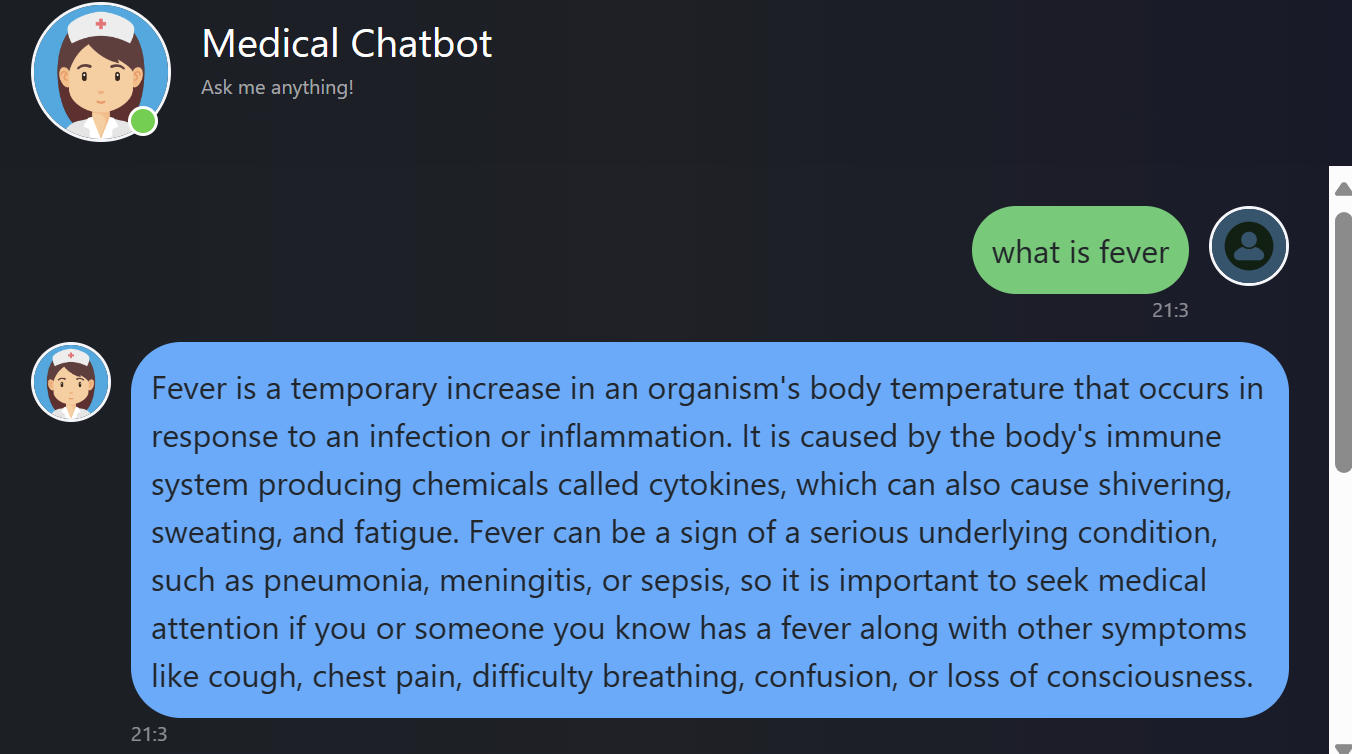 Medical Chatbot
Ask me anything!
what is fever
21:3
Fever is a temporary increase in an organism's body temperature that occurs in
response to an infection or inflammation. It is caused by the body's immune
system producing chemicals called cytokines, which can also cause shivering,
sweating, and fatigue. Fever can be a sign of a serious underlying condition,
such as pneumonia, meningitis, or sepsis, so it is important to seek medical
attention if you or someone you know has a fever along with other symptoms
like cough, chest pain, difficulty breathing, confusion, or loss of consciousness.
21:3